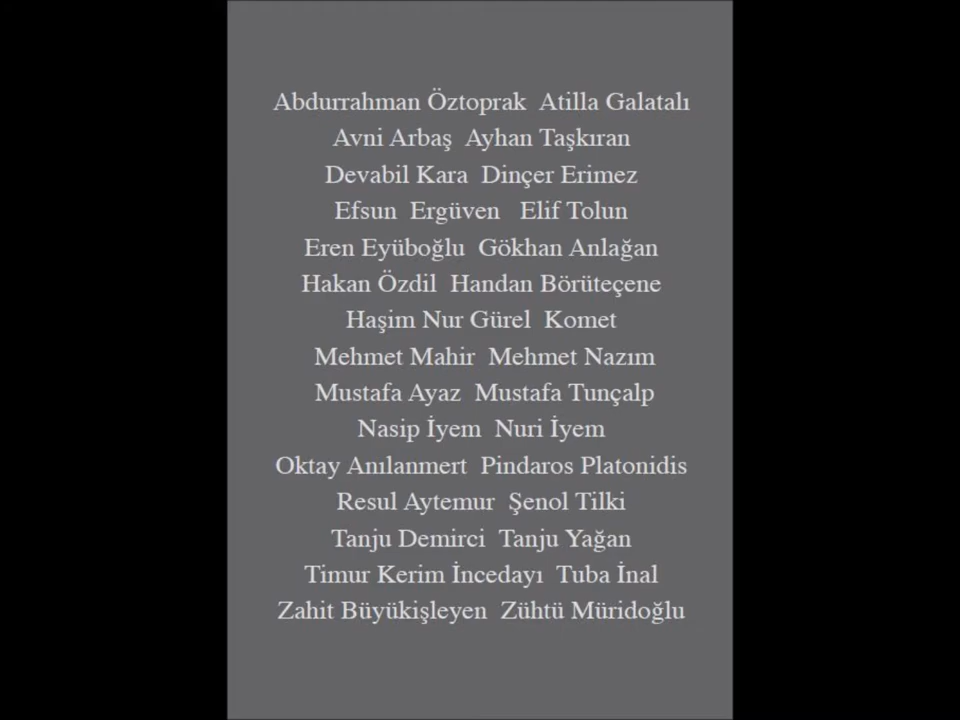 Abdurrahman Öztoprak  Atilla Galatalı
Avni Arbaş  Ayhan Taşkıran
Devabil Kara  Dinçer Erimez
Efsun  Ergüven   Elif Tolun
Eren Eyüboğlu  Gökhan Anlağan
Hakan Özdil  Handan Börüteçene
Haşim Nur Gürel  Komet
Mehmet Mahir  Mehmet Nazım
Mustafa Ayaz  Mustafa Tunçalp
Nasip İyem  Nuri İyem
Oktay Anılanmert  Pindaros Platonidis
Resul Aytemur  Şenol Tilki
Tanju Demirci  Tanju Yağan
Timur Kerim İncedayı  Tuba İnal
Zahit Büyükişleyen  Zühtü Müridoğlu